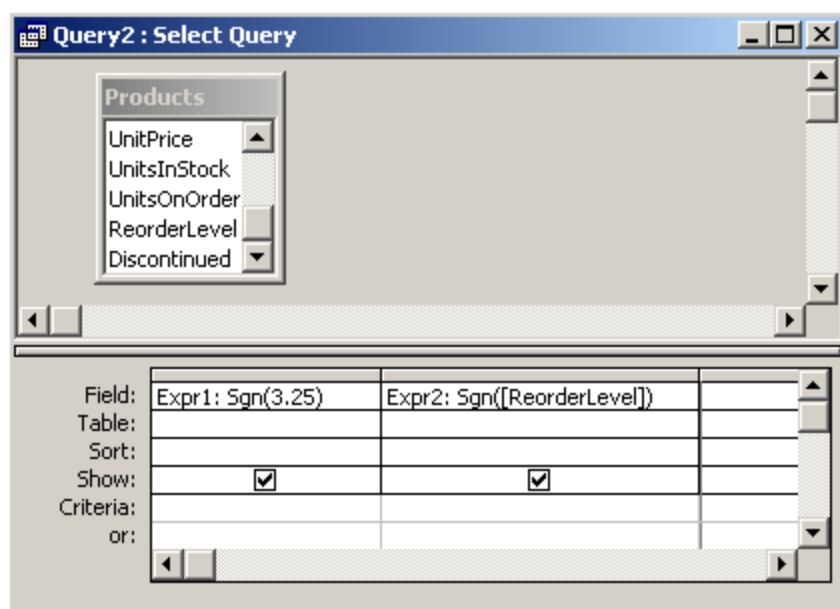 Query2 : Select Query
Products
UnitPrice
UnitsInStock
UnitsOnOrder
ReorderLevel
Discontinued
Field: Expr1: Sgn(3.25) Expr2: Sgn([ReorderLevel])
Table:
Sort:
Show:
Criteria:
or: